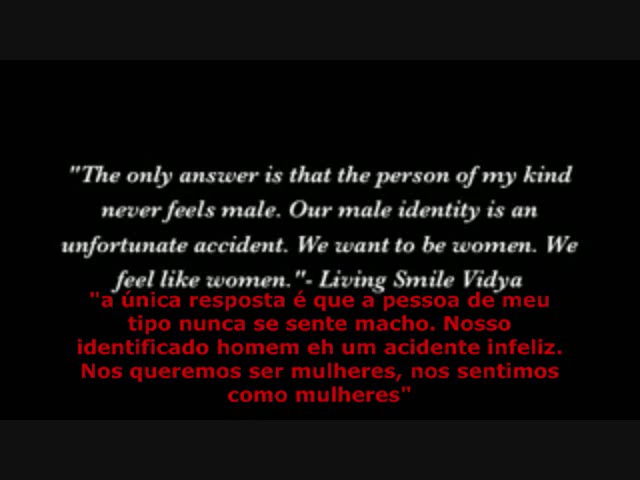 "The only answer is that the person of my kind
never feels male. Our male identity is an
unfortunate accident. We want to be women. We
feel like women."- Living Smile Vidya
"a única resposta é que a pessoa de meu
tipo nunca se sente macho. Nosso
identificado homem eh um acidente infeliz.
Nos queremos ser mulheres, nos sentimos
como mulheres"